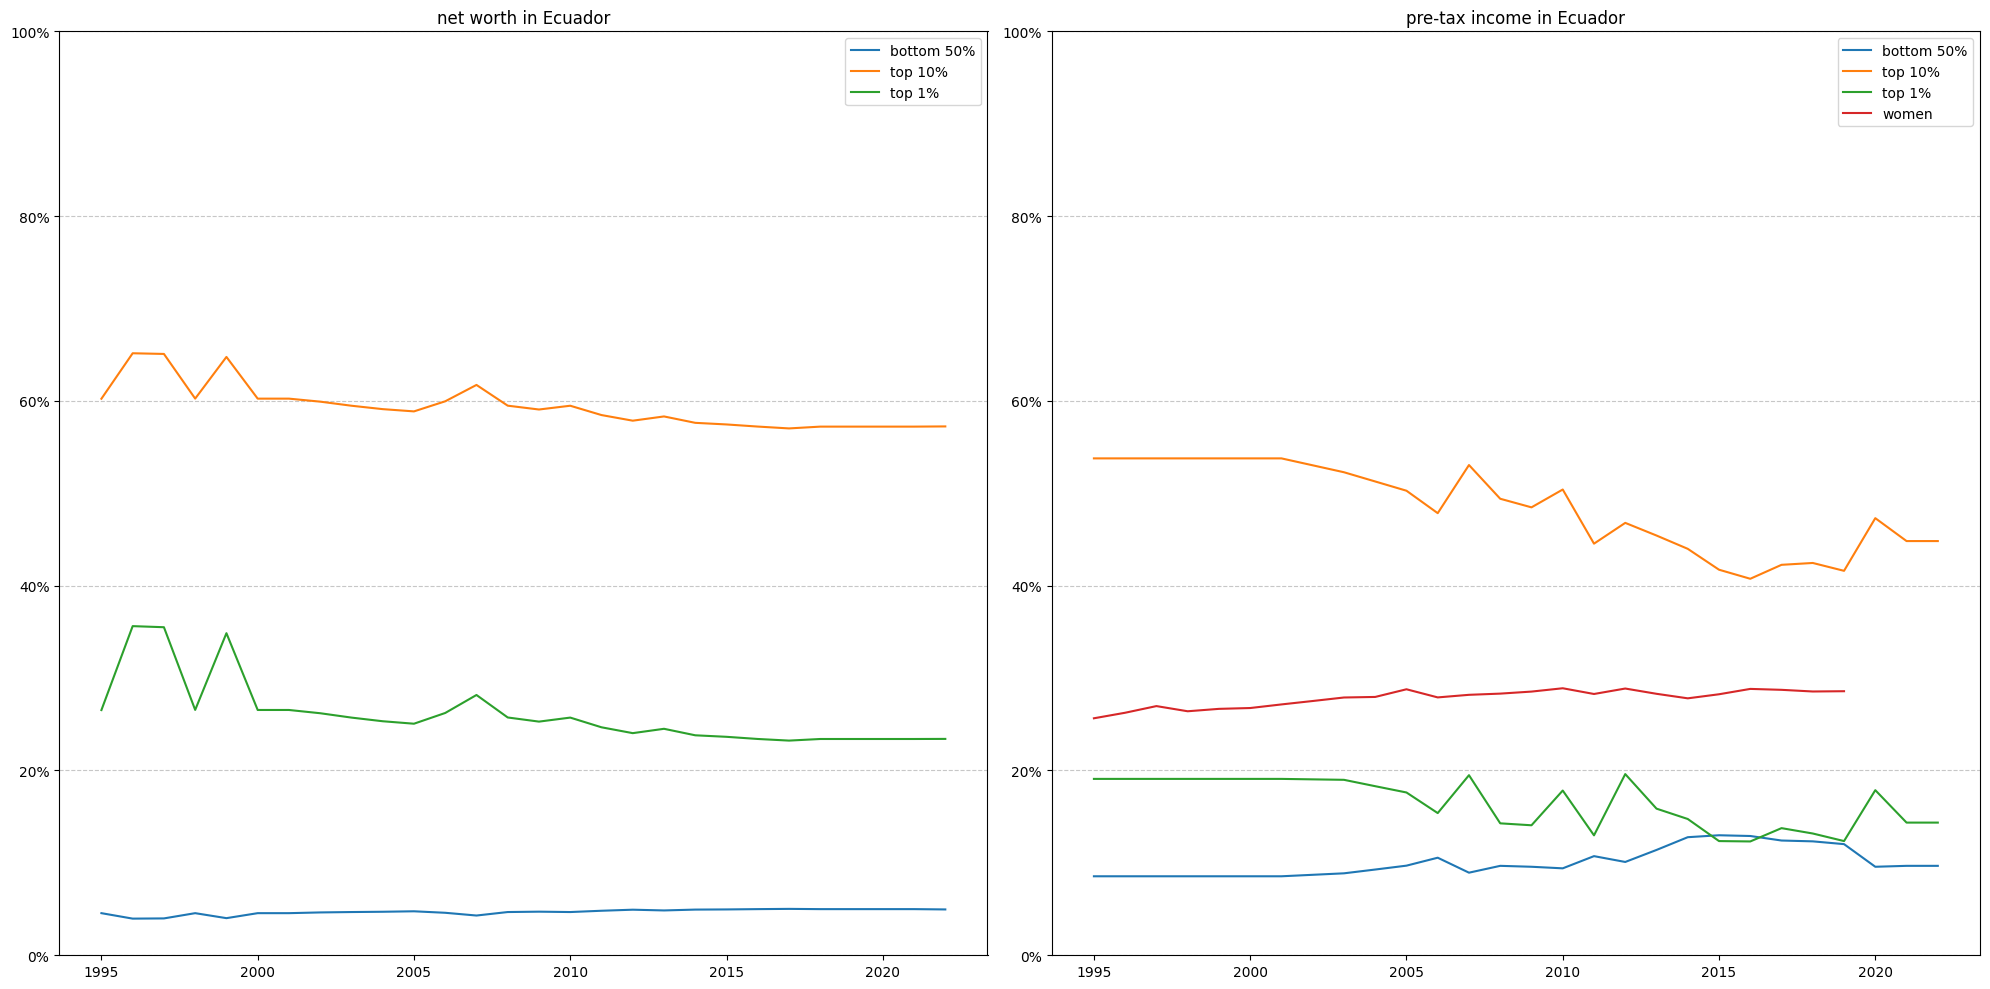 net worth in Ecuador
100%
80%
60%
40%
20%
0%
1995 2000 2005 2010 2015 2020
bottom 50%
top 10%
top 1%
pre-tax income in Ecuador
100%
80%
60%
40%
20%
0%
1995 2000 2005 2010 2015 2020
bottom 50%
top 10%
top 1%
women